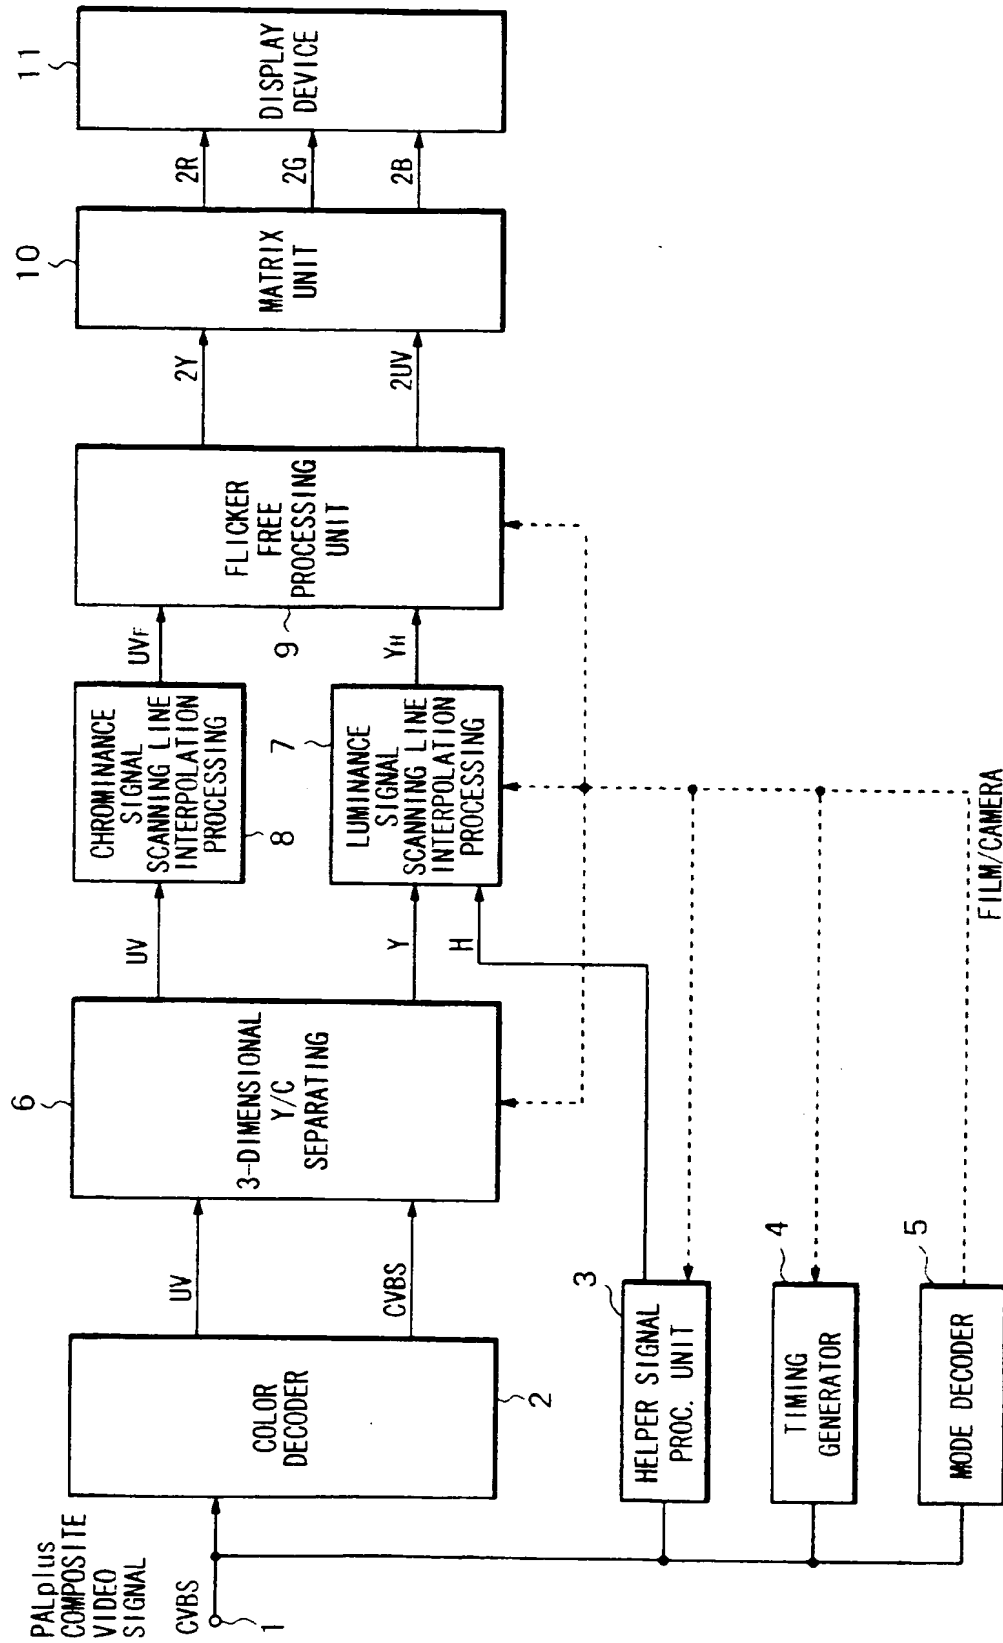 PALplus
COMPOSITE
VIDEO
SIGNAL
CVBS
1
COLOR
DECODER
2
UV
CVBS
3-DIMENSIONAL
Y/C
SEPARATING
6
UV
Y
H
CHROMINANCE
SIGNAL
SCANNING LINE
INTERPOLATION
PROCESSING
8
LUMINANCE
SIGNAL
SCANNING LINE
INTERPOLATION
PROCESSING
7
UVF
YH
FLICKER
FREE
PROCESSING
UNIT
9
2Y
2UV
MATRIX
UNIT
10
2R
2G
2B
DISPLAY
DEVICE
11
HELPER SIGNAL
PROC. UNIT
3
TIMING
GENERATOR
4
MODE DECODER
5
FILM/CAMERA